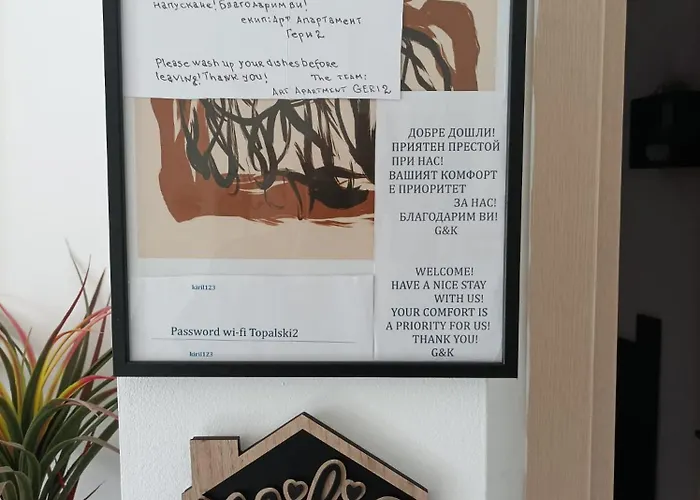 напускане! Благодарим ви!
екип: Арт Апартамент
Гери 2
Please wash up your dishes before
leaving! Thank you! The team:
Art Apartment GERI 2
ДОБРЕ ДОШЛИ!
ПРИЯТЕН ПРЕСТОЙ
ПРИ НАС!
ВАШИЯТ КОМФОРТ
Е ПРИОРИТЕТ
ЗА НАС!
БЛАГОДАРИМ ВИ!
G&K
WELCOME!
HAVE A NICE STAY
WITH US!
YOUR COMFORT IS
A PRIORITY FOR US!
THANK YOU!
G&K
kiril123
Password wi-fi Topalski2
kiril123